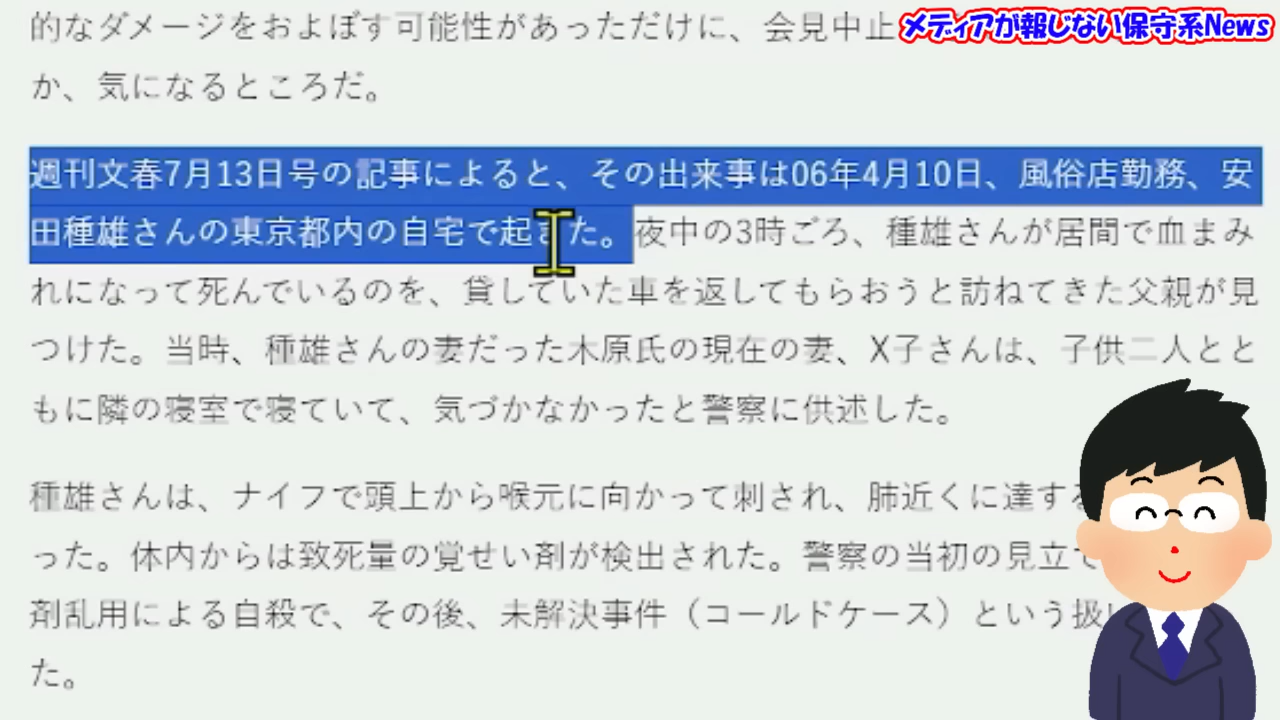 的なダメージをおよぼす可能性があっただけに、会見中止
メディアが報じない保守系News
か、気になるところだ。
週刊文春7月13日号の記事によると、その出来事は06年4月10日、風俗店勤務、安
田種雄さんの東京都内の自宅で起きた。夜中の3時ごろ、種雄さんが居間で血まみ
れになって死んでいるのを、貸していた車を返してもらおうと訪ねてきた父親が見
つけた。当時、種雄さんの妻だった木原氏の現在の妻、X子さんは、子供二人とと
もに隣の寝室で寝ていて、気づかなかったと警察に供述した。
種雄さんは、ナイフで頭上から喉元に向かって刺され、肺近くに達する
った。体内からは致死量の覚せい剤が検出された。警察の当初の見立て
剤乱用による自殺で、その後、未解決事件（コールドケース）という扱い
た。